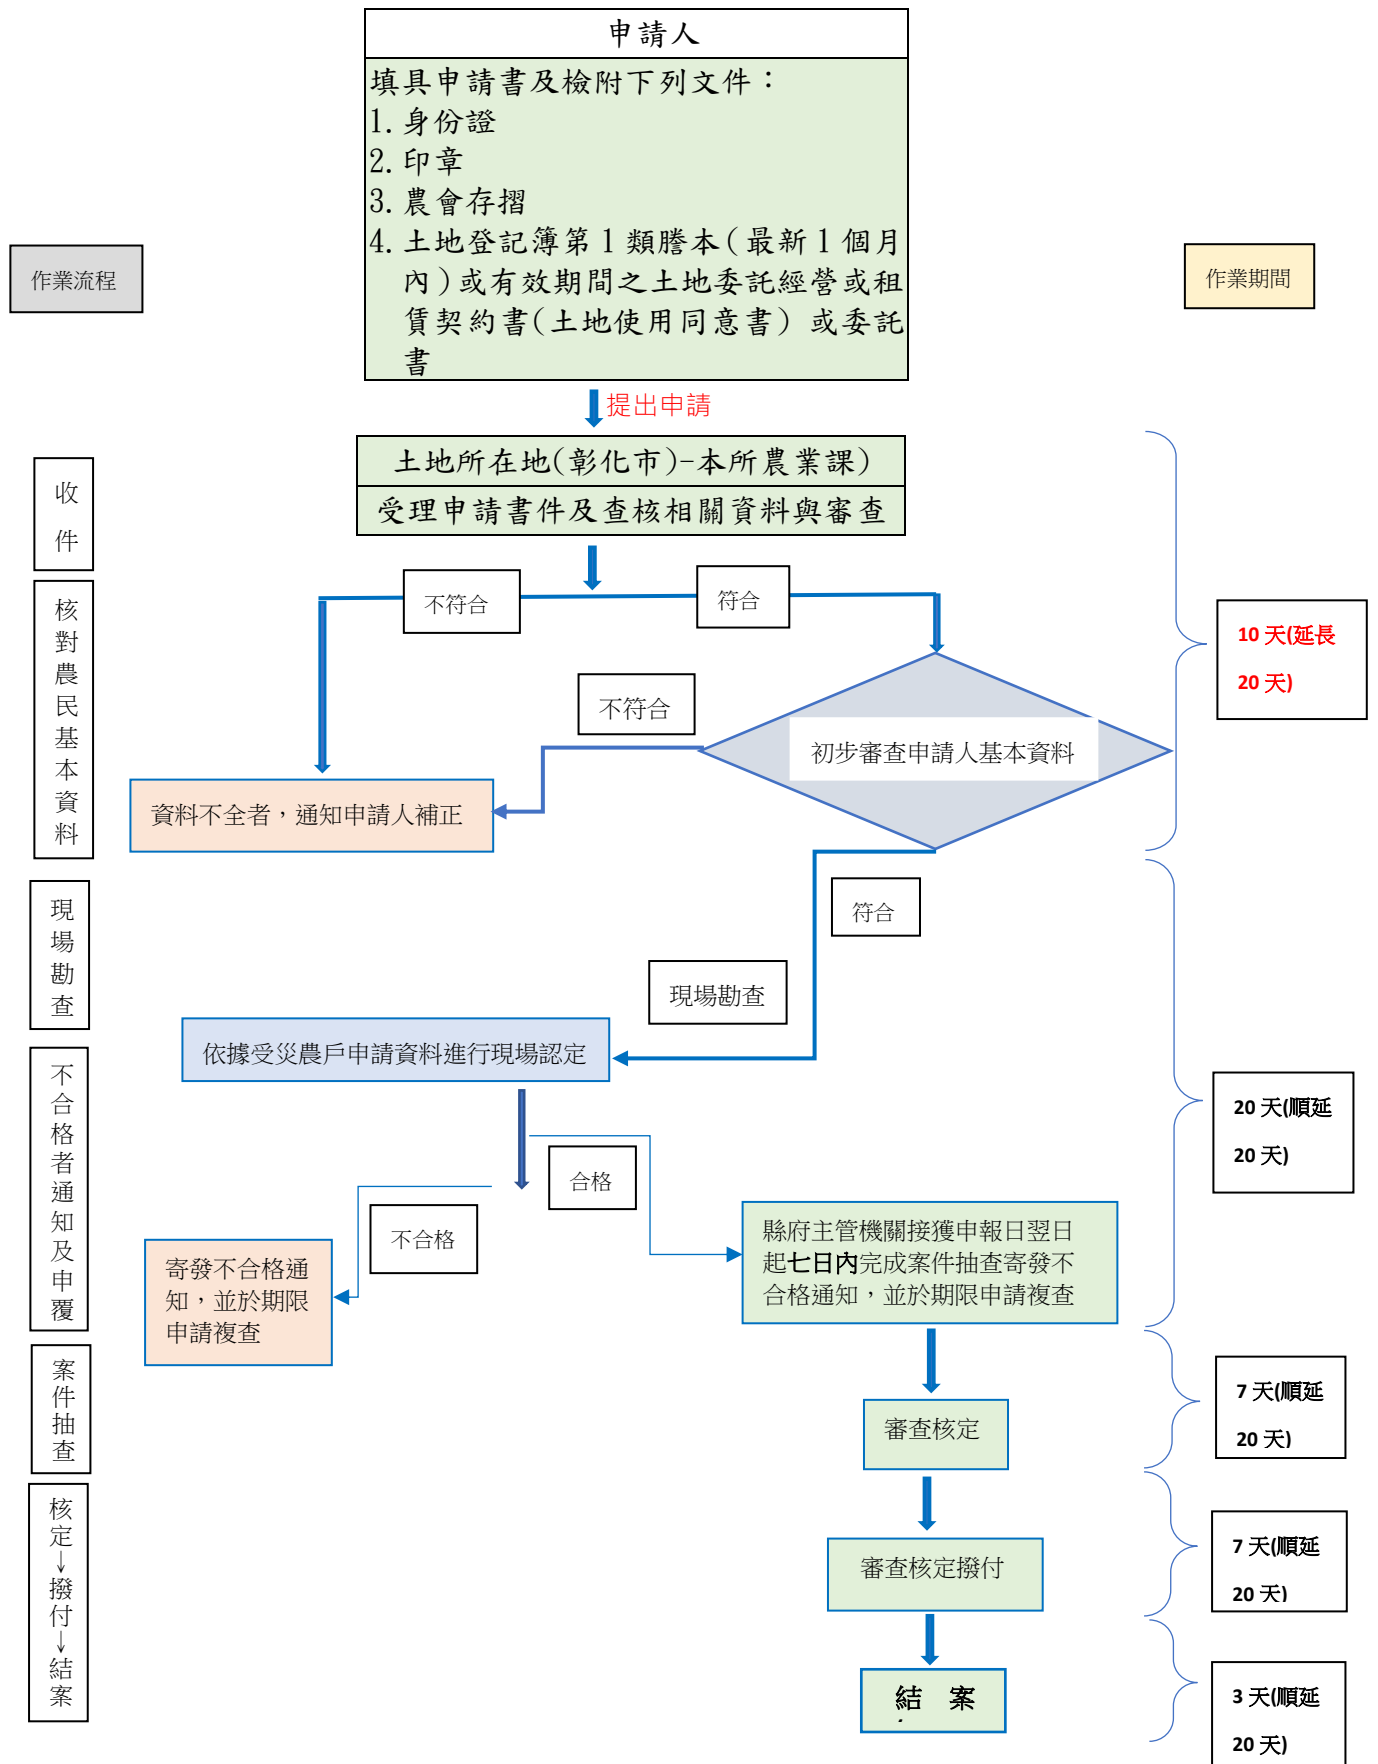 申請人
填具申請書及檢附下列文件：
1. 身份證
2. 印章
3. 農會存摺
4. 土地登記簿第1類謄本(最新1個月
內)或有效期間之土地委託經營或租
賃契約書(土地使用同意書) 或委託
書
作業流程
作業期間
提出申請
土地所在地(彰化市)-本所農業課)
受理申請書件及查核相關資料與審查
收
件
不符合
符合
核
對
農
民
基
本
資
料
10 天(延長
20 天)
不符合
初步審查申請人基本資料
資料不全者，通知申請人補正
符合
現
場
勘
查
現場勘查
依據受災農戶申請資料進行現場認定
不
合
格
者
通
知
及
申
覆
20 天(順延
20 天)
合格
不合格
縣府主管機關接獲申報日翌日
起七日內完成案件抽查寄發不
合格通知，並於期限申請複查
寄發不合格通
知，並於期限
申請複查
案
件
抽
查
7 天(順延
20 天)
審查核定
核
定
↓
撥
付
↓
結
案
7 天(順延
20 天)
審查核定撥付
結 案
3 天(順延
20 天)